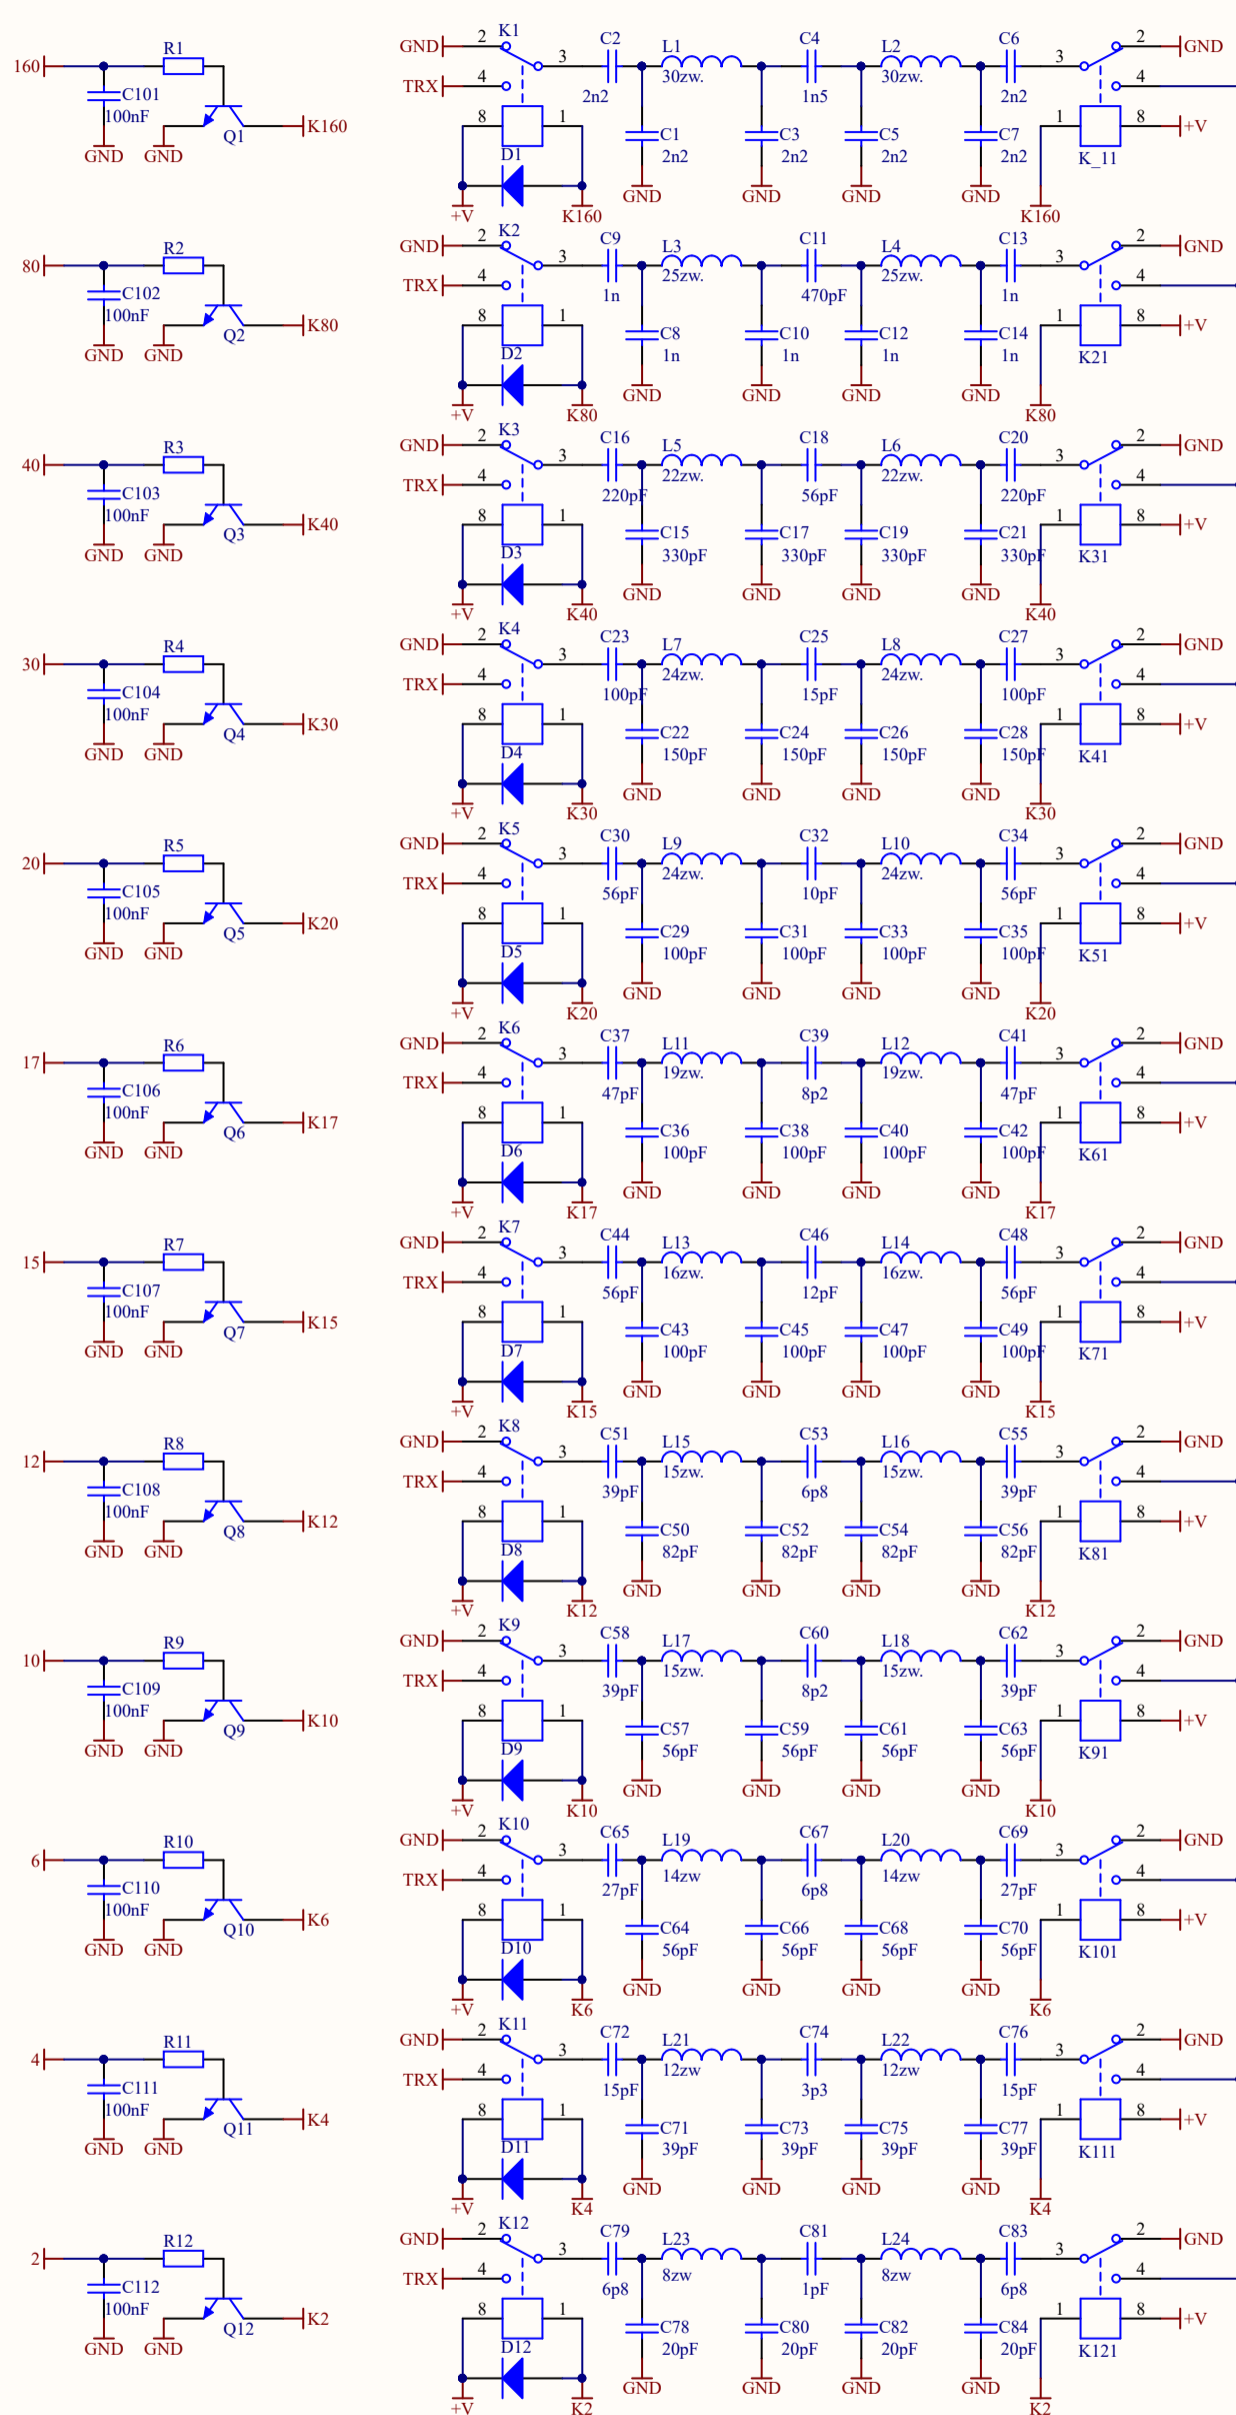 K1 C2 L1 C4 L2 C6
160 R1 GND 2 3 30zw. 30zw. 3 2 GND
C101 TRX 4 2n2 1n5 2n2 4
100nF Q1 K160 8 1 C1 C3 C5 C7 1 8 +V
GND GND D1 2n2 2n2 2n2 2n2 K_11
+V K160 GND GND GND GND K160
K2 C9 L3 C11 L4 C13
80 R2 GND 2 3 25zw. 25zw. 3 2 GND
C102 TRX 4 1n 470pF 1n 4
100nF Q2 K80 8 1 C8 C10 C12 C14 1 8 +V
GND GND D2 1n 1n 1n 1n K21
+V K80 GND GND GND GND K80
K3 C16 L5 C18 L6 C20
40 R3 GND 2 3 22zw. 22zw. 3 2 GND
C103 TRX 4 220pF 56pF 220pF 4
100nF Q3 K40 8 1 C15 C17 C19 C21 1 8 +V
GND GND D3 330pF 330pF 330pF 330pF K31
+V K40 GND GND GND GND K40
K4 C23 L7 C25 L8 C27
30 R4 GND 2 3 24zw. 24zw. 3 2 GND
C104 TRX 4 100pF 15pF 100pF 4
100nF Q4 K30 8 1 C22 C24 C26 C28 1 8 +V
GND GND D4 150pF 150pF 150pF 150pF K41
+V K30 GND GND GND GND K30
K5 C30 L9 C32 L10 C34
20 R5 GND 2 3 24zw. 24zw. 3 2 GND
C105 TRX 4 56pF 10pF 56pF 4
100nF Q5 K20 8 1 C29 C31 C33 C35 1 8 +V
GND GND D5 100pF 100pF 100pF 100pF K51
+V K20 GND GND GND GND K20
K6 C37 L11 C39 L12 C41
17 R6 GND 2 3 19zw. 19zw. 3 2 GND
C106 TRX 4 47pF 8p2 47pF 4
100nF Q6 K17 8 1 C36 C38 C40 C42 1 8 +V
GND GND D6 100pF 100pF 100pF 100pF K61
+V K17 GND GND GND GND K17
K7 C44 L13 C46 L14 C48
15 R7 GND 2 3 16zw. 16zw. 3 2 GND
C107 TRX 4 56pF 12pF 56pF 4
100nF Q7 K15 8 1 C43 C45 C47 C49 1 8 +V
GND GND D7 100pF 100pF 100pF 100pF K71
+V K15 GND GND GND GND K15
K8 C51 L15 C53 L16 C55
12 R8 GND 2 3 15zw. 15zw. 3 2 GND
C108 TRX 4 39pF 6p8 39pF 4
100nF Q8 K12 8 1 C50 C52 C54 C56 1 8 +V
GND GND D8 82pF 82pF 82pF 82pF K81
+V K12 GND GND GND GND K12
K9 C58 L17 C60 L18 C62
10 R9 GND 2 3 15zw. 15zw. 3 2 GND
C109 TRX 4 39pF 8p2 39pF 4
100nF Q9 K10 8 1 C57 C59 C61 C63 1 8 +V
GND GND D9 56pF 56pF 56pF 56pF K91
+V K10 GND GND GND GND K10
K10 C65 L19 C67 L20 C69
6 R10 GND 2 3 14zw 14zw 3 2 GND
C110 TRX 4 27pF 6p8 27pF 4
100nF Q10 K6 8 1 C64 C66 C68 C70 1 8 +V
GND GND D10 56pF 56pF 56pF 56pF K101
+V K6 GND GND GND GND K6
K11 C72 L21 C74 L22 C76
4 R11 GND 2 3 12zw 12zw 3 2 GND
C111 TRX 4 15pF 3p3 15pF 4
100nF Q11 K4 8 1 C71 C73 C75 C77 1 8 +V
GND GND D11 39pF 39pF 39pF 39pF K111
+V K4 GND GND GND GND K4
K12 C79 L23 C81 L24 C83
2 R12 GND 2 3 8zw 8zw 3 2 GND
C112 TRX 4 6p8 1pF 6p8 4
100nF Q12 K2 8 1 C78 C80 C82 C84 1 8 +V
GND GND D12 20pF 20pF 20pF 20pF K121
+V K2 GND GND GND GND K2